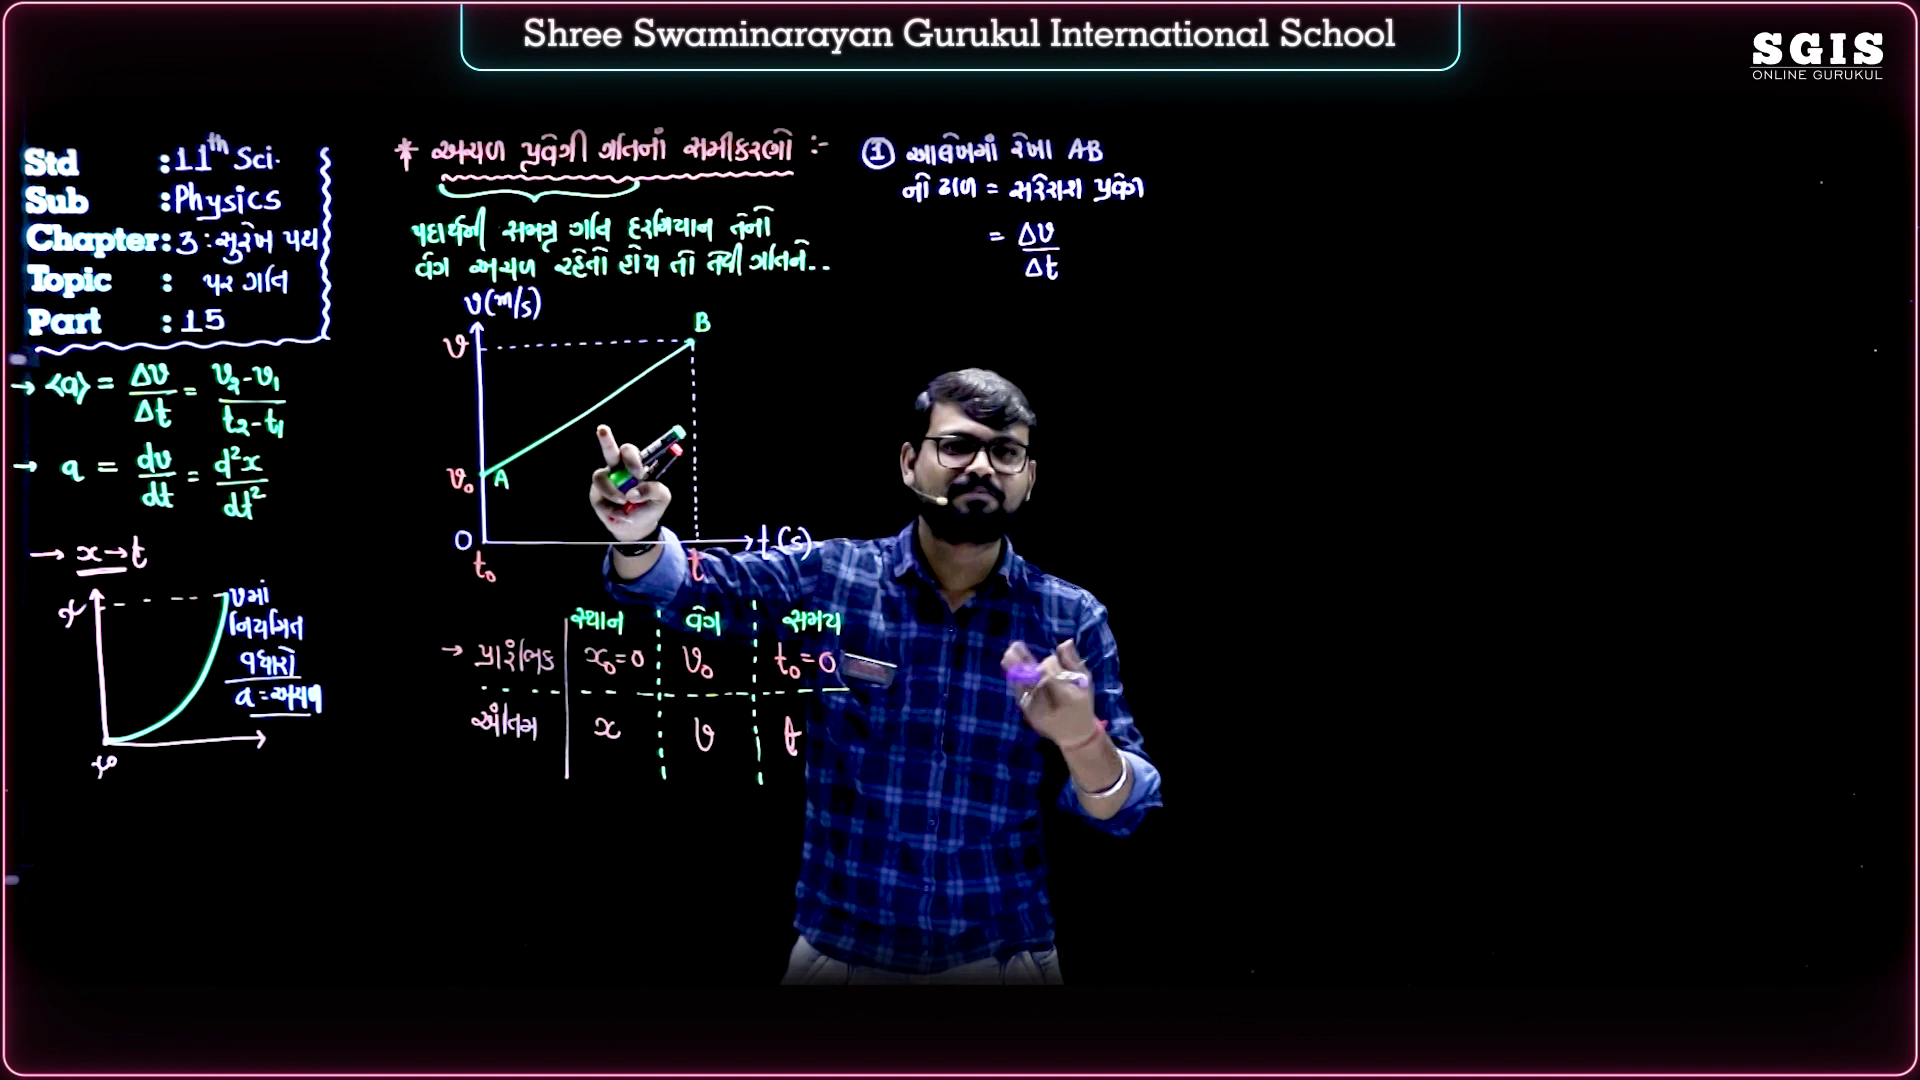 Shree Swaminarayan Gurukul International School
SGIS
ONLINE GURUKUL
Std : 11th Sci.
Sub : Physics
Chapter : 3 : સુરેખ પથ
Topic : પર ગતિ
Part : 15
→ <a> = Δv/Δt = v₂-v₁/t₂-t₁
→ a = dv/dt = d²x/dt²
→ x→t
x
vમાં
નિયમિત
વધારો
a = અચળ
* અચળ પ્રવેગી ગતિનાં સમીકરણો :-
પદાર્થની સમગ્ર ગતિ દરમિયાન તેનો
વેગ અચળ રહેતો હોય તો તેવી ગતિને..
v(m/s)
v
B
v₀ A
O t(s)
t₀ t
સ્થાન વેગ સમય
→ પ્રારંભિક x₀=0 v₀ t₀=0
અંતિમ x v t
① આલેખમાં રેખા AB
નો ઢાળ = સરેરાશ પ્રવેગ
= Δv/Δt